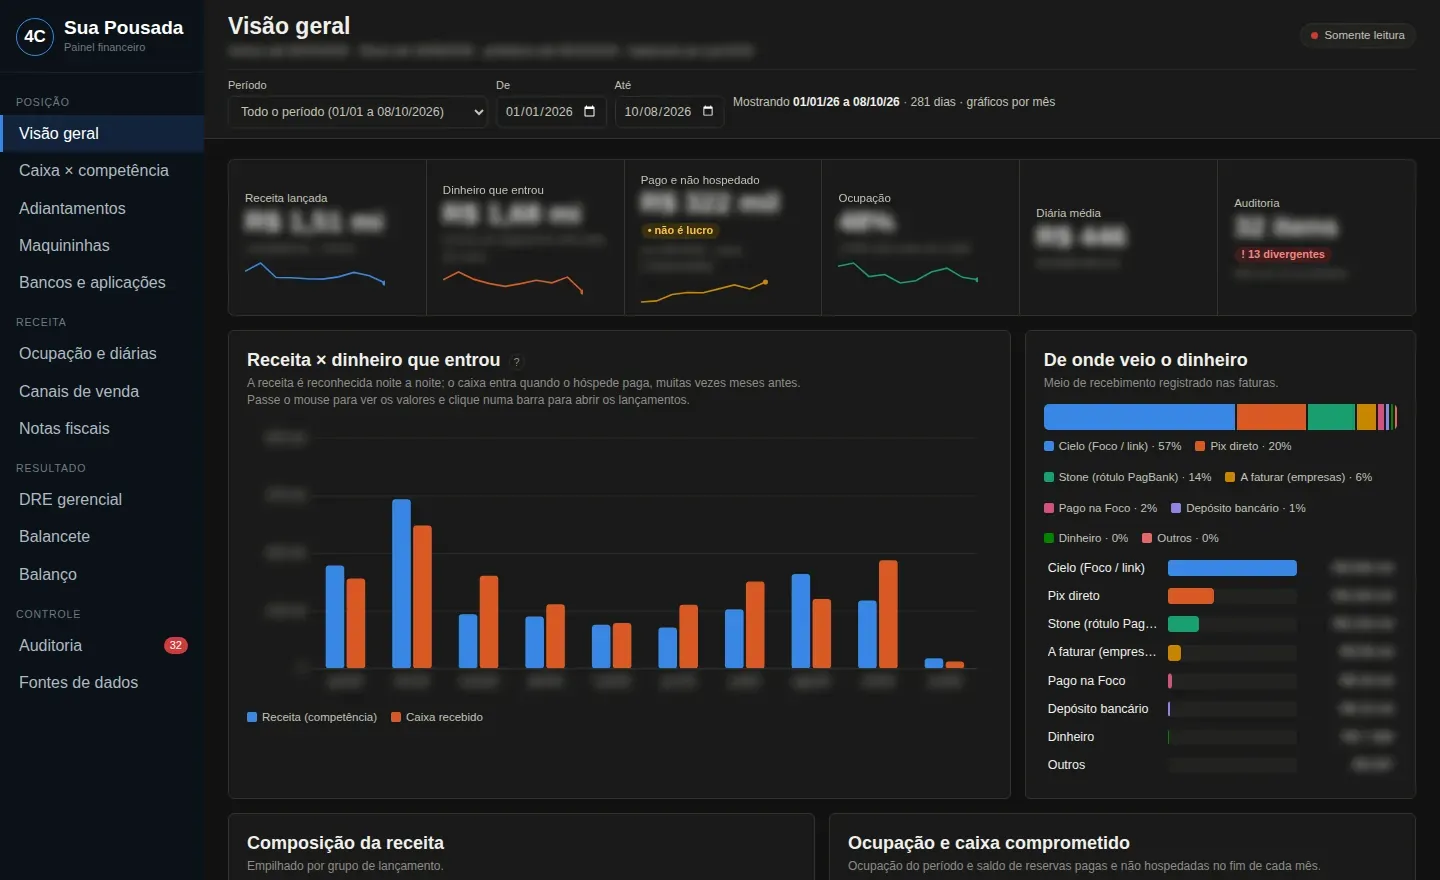 4C
Sua Pousada
Painel financeiro
POSIÇÃO
Visão geral
Caixa × competência
Adiantamentos
Maquininhas
Bancos e aplicações
RECEITA
Ocupação e diárias
Canais de venda
Notas fiscais
RESULTADO
DRE gerencial
Balancete
Balanço
CONTROLE
Auditoria 32
Fontes de dados
Visão geral
Somente leitura
Período
De
Até
Todo o período (01/01 a 08/10/2026)
01/01/2026
10/08/2026
Mostrando 01/01/26 a 08/10/26 · 281 dias · gráficos por mês
Receita lançada
Dinheiro que entrou
Pago e não hospedado
• não é lucro
Ocupação
Diária média
Auditoria
! 13 divergentes
Receita × dinheiro que entrou ?
A receita é reconhecida noite a noite; o caixa entra quando o hóspede paga, muitas vezes meses antes.
Passe o mouse para ver os valores e clique numa barra para abrir os lançamentos.
Receita (competência) Caixa recebido
De onde veio o dinheiro
Meio de recebimento registrado nas faturas.
Cielo (Foco / link) · 57% Pix direto · 20%
Stone (rótulo PagBank) · 14% A faturar (empresas) · 6%
Pago na Foco · 2% Depósito bancário · 1%
Dinheiro · 0% Outros · 0%
Cielo (Foco / link)
Pix direto
Stone (rótulo Pag…
A faturar (empres…
Pago na Foco
Depósito bancário
Dinheiro
Outros
Composição da receita
Empilhado por grupo de lançamento.
Ocupação e caixa comprometido
Ocupação do período e saldo de reservas pagas e não hospedadas no fim de cada mês.